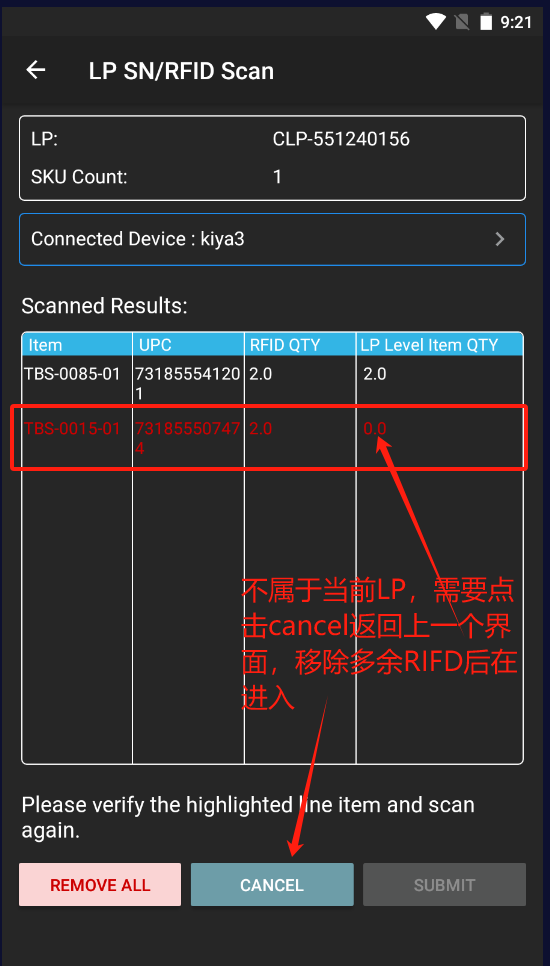 9:21
LP SN/RFID Scan
LP: CLP-551240156
SKU Count: 1
Connected Device : kiya3
Scanned Results:
Item UPC RFID QTY LP Level Item QTY
TBS-0085-01 73185554120 2.0 2.0
1
TBS-0015-01 73185550747 2.0 0.0
4
不属于当前LP，需要点
击cancel返回上一个界
面，移除多余RIFD后在
进入
Please verify the highlighted line item and scan
again.
REMOVE ALL CANCEL SUBMIT